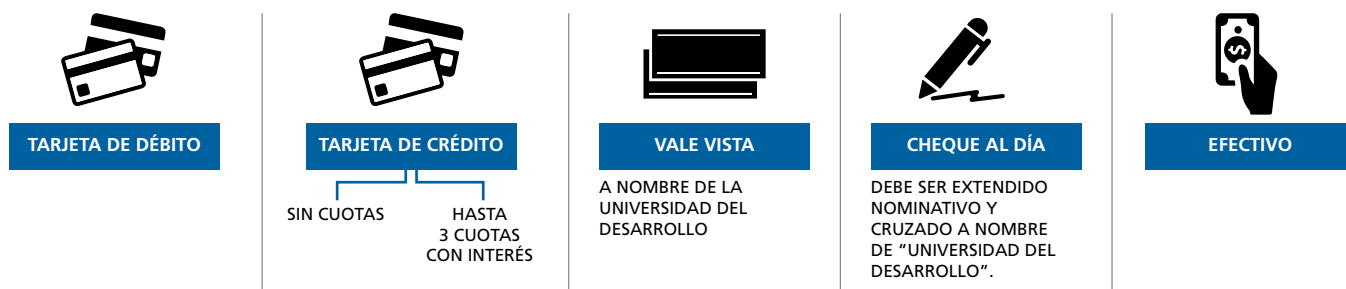 TARJETA DE DÉBITO
TARJETA DE CRÉDITO
SIN CUOTAS
HASTA
3 CUOTAS
CON INTERÉS
VALE VISTA
A NOMBRE DE LA
UNIVERSIDAD DEL
DESARROLLO
CHEQUE AL DÍA
DEBE SER EXTENDIDO
NOMINATIVO Y
CRUZADO A NOMBRE
DE “UNIVERSIDAD DEL
DESARROLLO”.
$
EFECTIVO